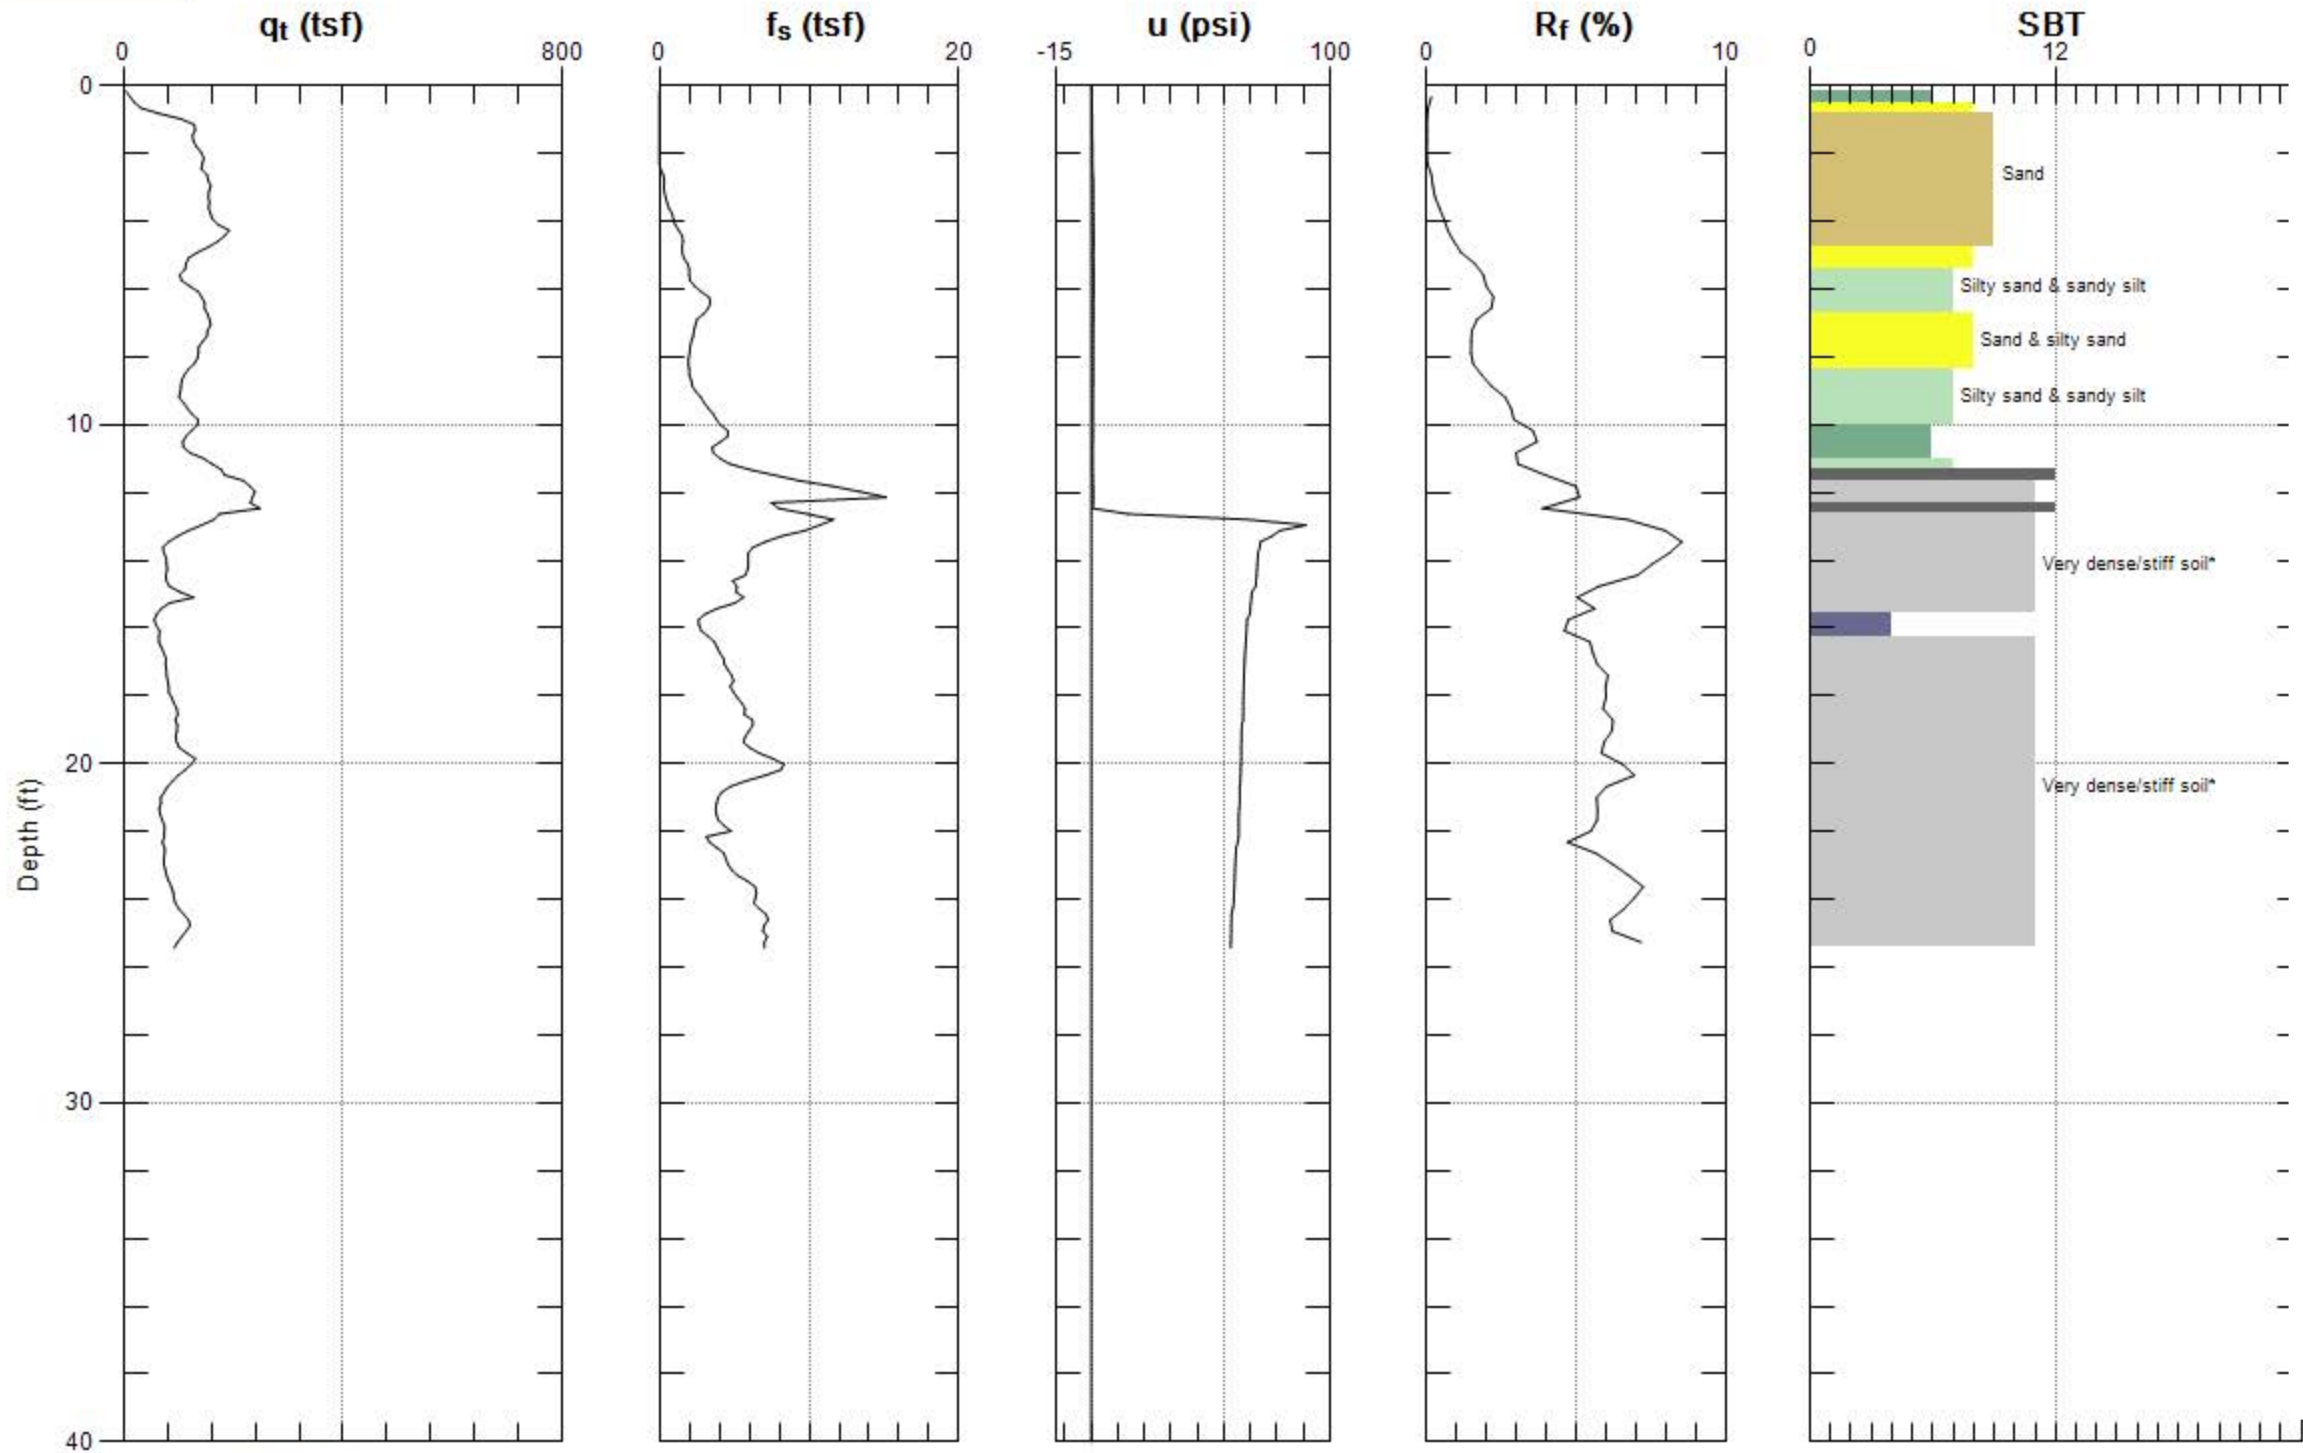 qt (tsf) fs (tsf) u (psi) Rf (%) SBT
0 800 0 20 -15 100 0 10 0 12
0
Sand
Silty sand & sandy silt
Sand & silty sand
Silty sand & sandy silt
10
Very dense/stiff soil*
20
Very dense/stiff soil*
Depth (ft)
30
40